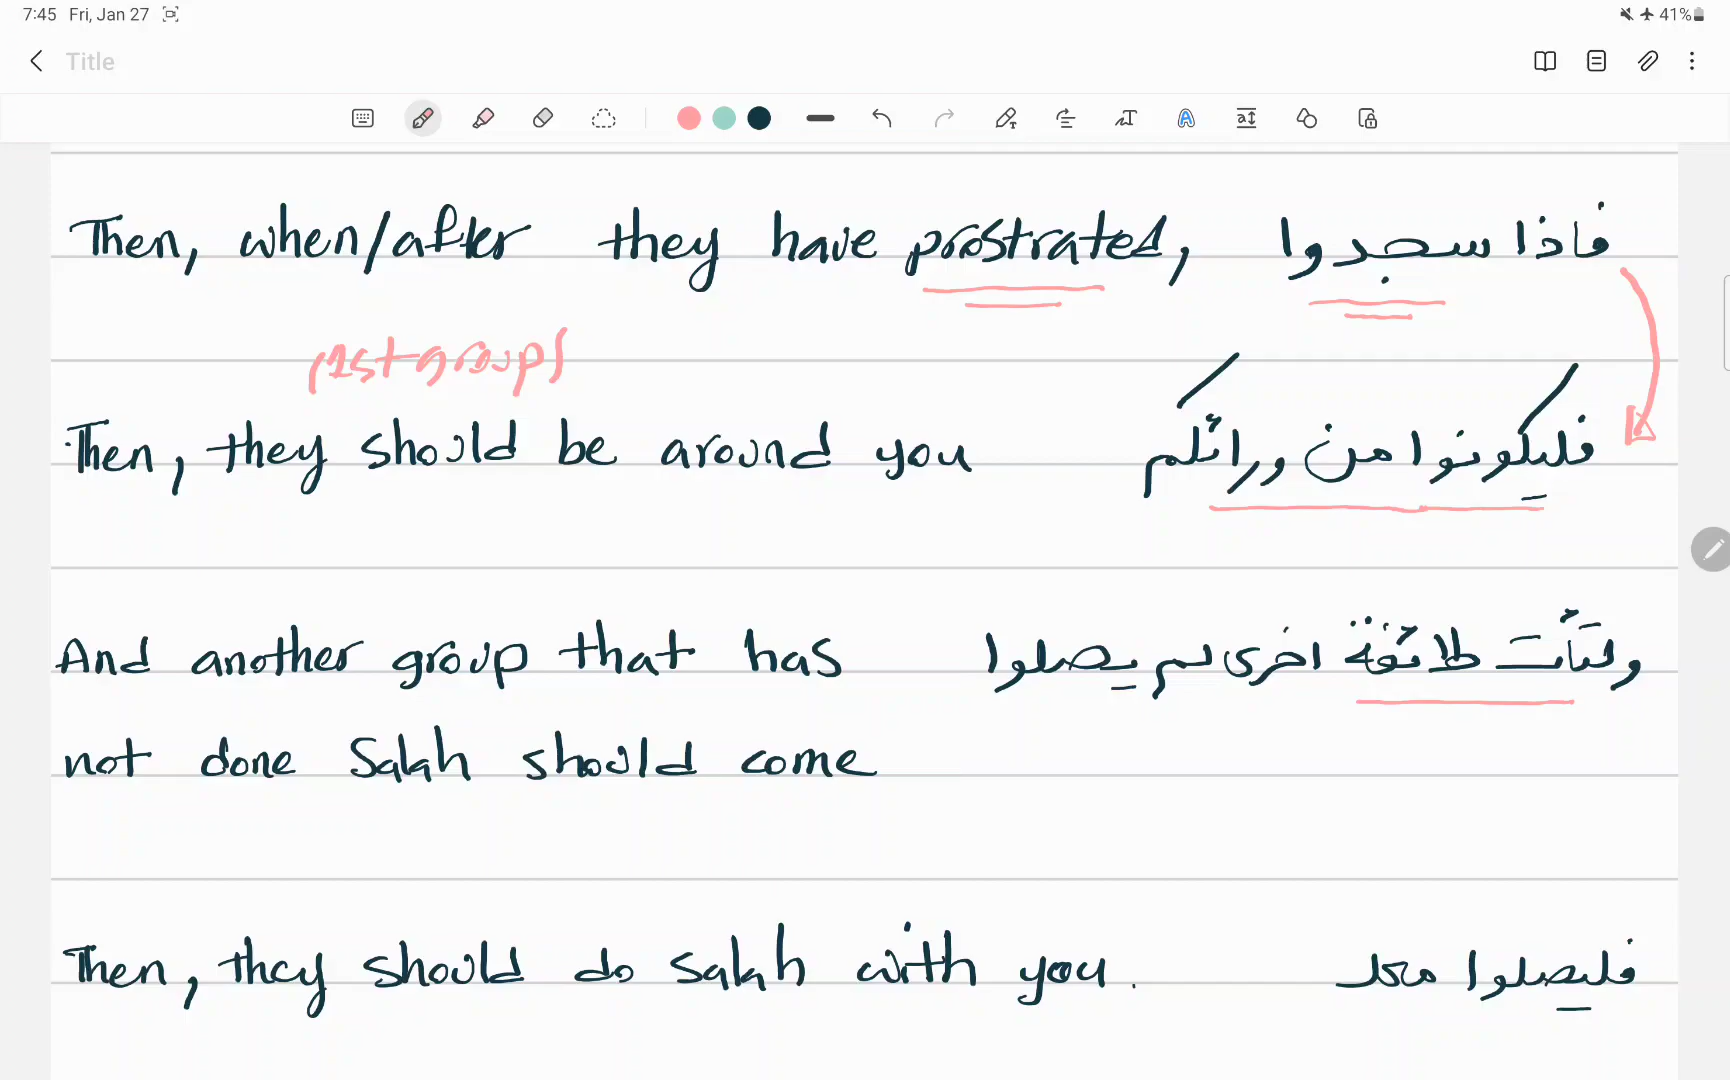 7:45 Fri, Jan 27
41%
Title
Then, when/after they have prostrated, فاذا سجدوا
(1st group)
Then, they should be around you فليكونوا من ورائكم
And another group that has ولتأت طائفة اخرى لم يصلوا
not done Salah should come
Then, they should do salah with you. فليصلوا معك